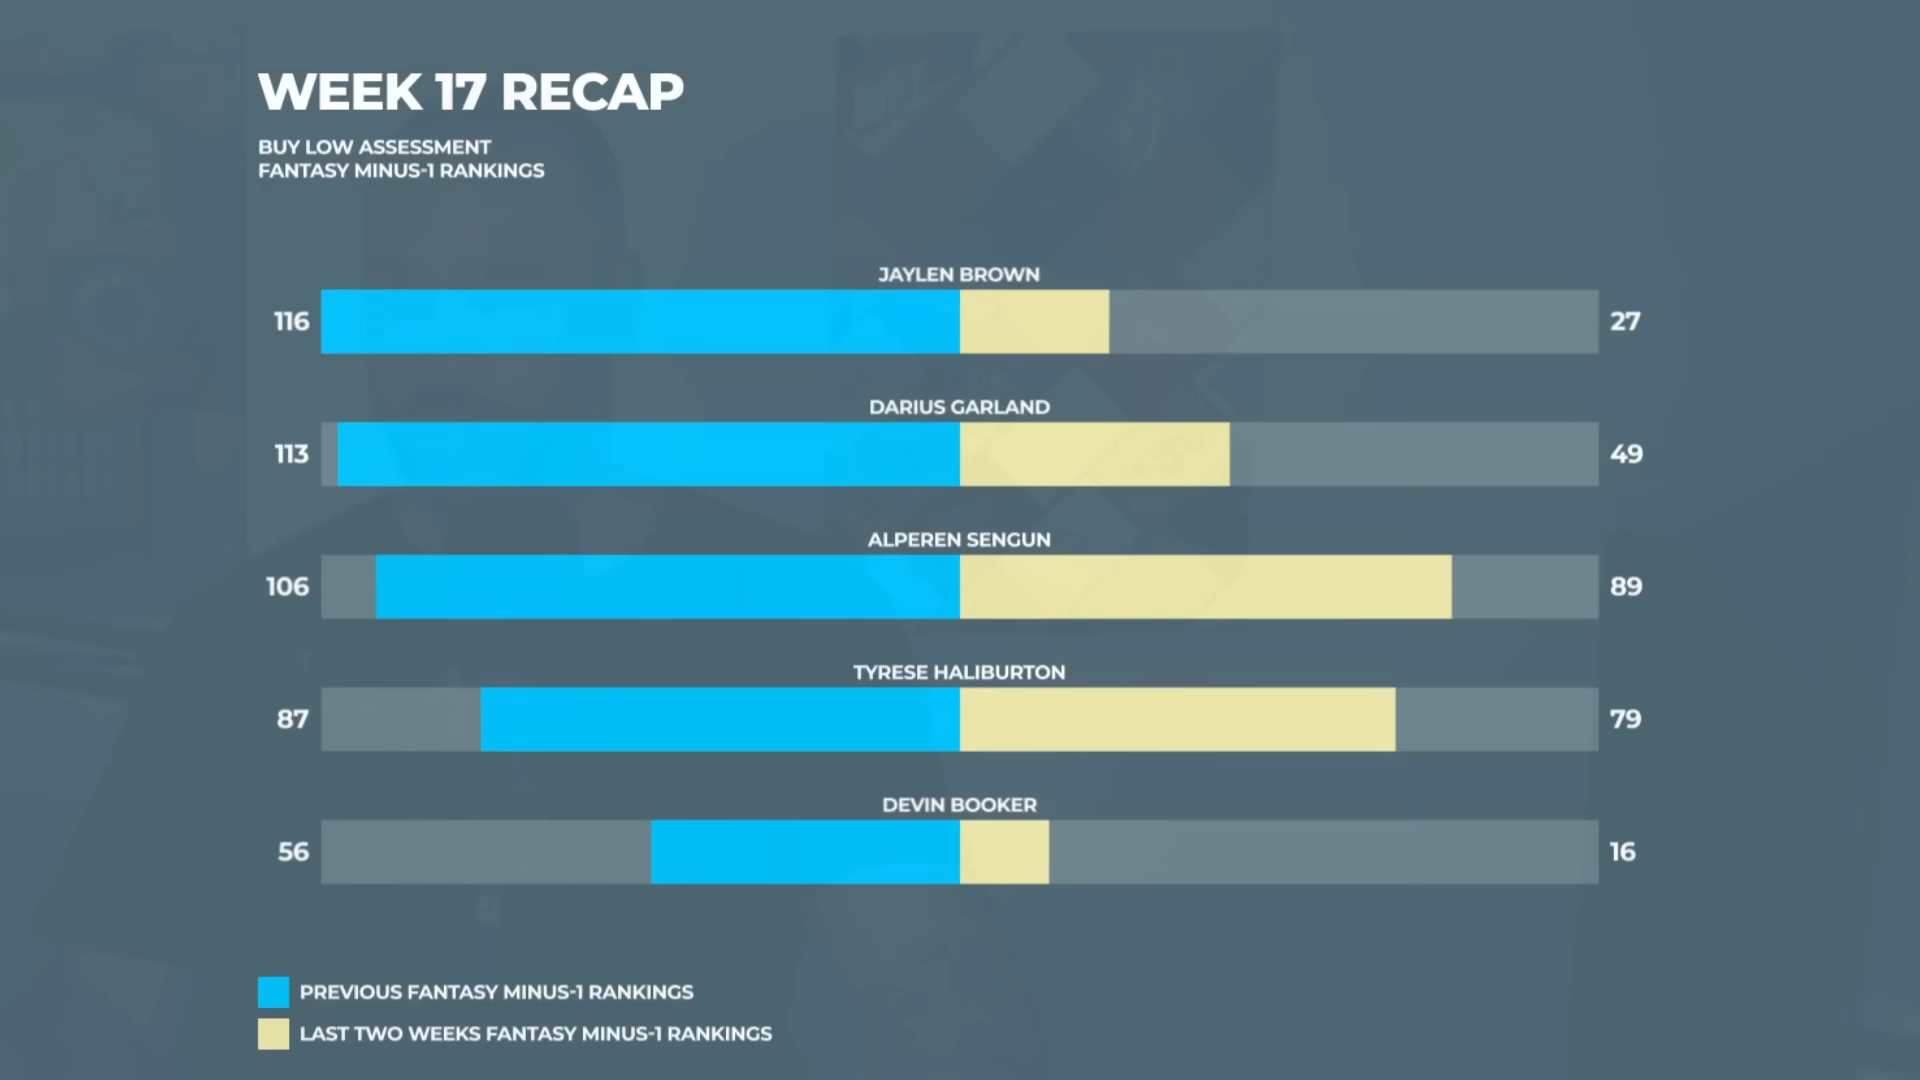 WEEK 17 RECAP
BUY LOW ASSESSMENT
FANTASY MINUS-1 RANKINGS
JAYLEN BROWN
116
27
DARIUS GARLAND
113
49
ALPEREN SENGUN
106
89
TYRESE HALIBURTON
87
79
DEVIN BOOKER
56
16
PREVIOUS FANTASY MINUS-1 RANKINGS
LAST TWO WEEKS FANTASY MINUS-1 RANKINGS